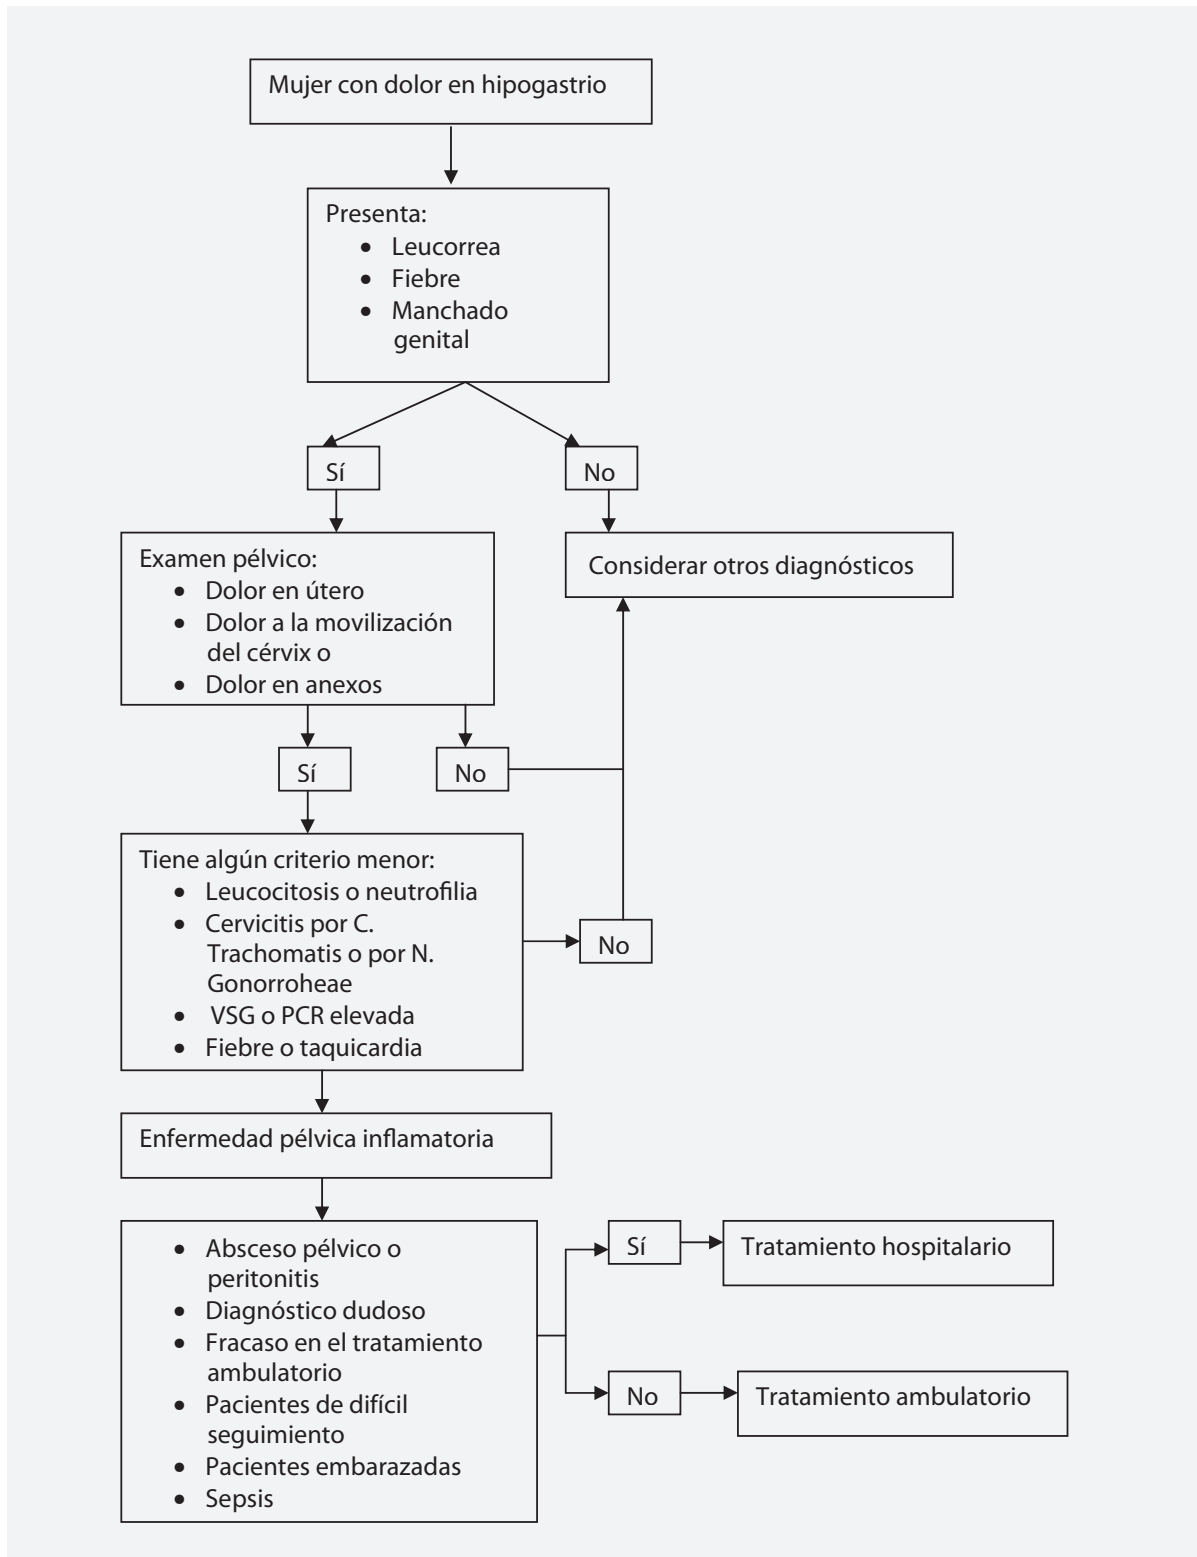 Mujer con dolor en hipogastrio
Presenta:
• Leucorrea
• Fiebre
• Manchado
genital
Sí
No
Examen pélvico:
• Dolor en útero
• Dolor a la movilización
del cérvix o
• Dolor en anexos
Considerar otros diagnósticos
Sí
No
Tiene algún criterio menor:
• Leucocitosis o neutrofilia
• Cervicitis por C.
Trachomatis o por N.
Gonorroheae
• VSG o PCR elevada
• Fiebre o taquicardia
No
Enfermedad pélvica inflamatoria
• Absceso pélvico o
peritonitis
• Diagnóstico dudoso
• Fracaso en el tratamiento
ambulatorio
• Pacientes de difícil
seguimiento
• Pacientes embarazadas
• Sepsis
Sí
Tratamiento hospitalario
No
Tratamiento ambulatorio